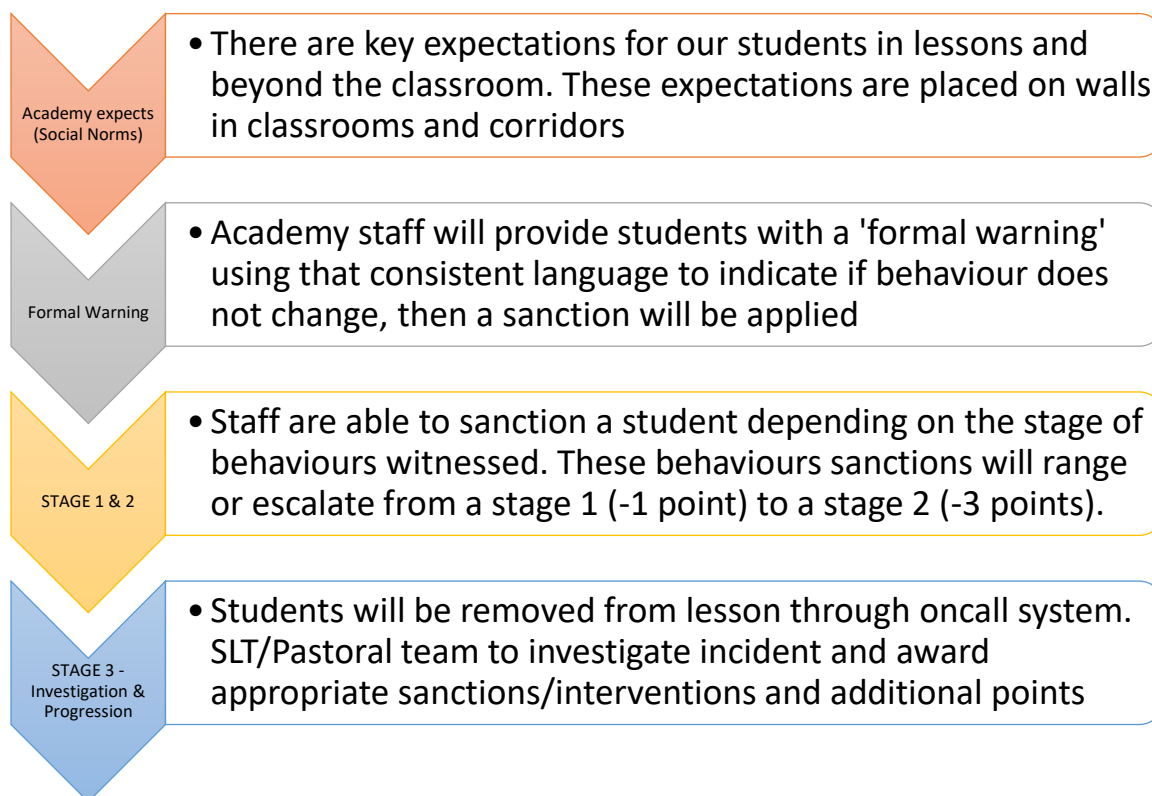 Academy expects
(Social Norms)
• There are key expectations for our students in lessons and
beyond the classroom. These expectations are placed on walls
in classrooms and corridors
Formal Warning
• Academy staff will provide students with a 'formal warning'
using that consistent language to indicate if behaviour does
not change, then a sanction will be applied
STAGE 1 & 2
• Staff are able to sanction a student depending on the stage of
behaviours witnessed. These behaviours sanctions will range
or escalate from a stage 1 (-1 point) to a stage 2 (-3 points).
STAGE 3 -
Investigation &
Progression
• Students will be removed from lesson through oncall system.
SLT/Pastoral team to investigate incident and award
appropriate sanctions/interventions and additional points